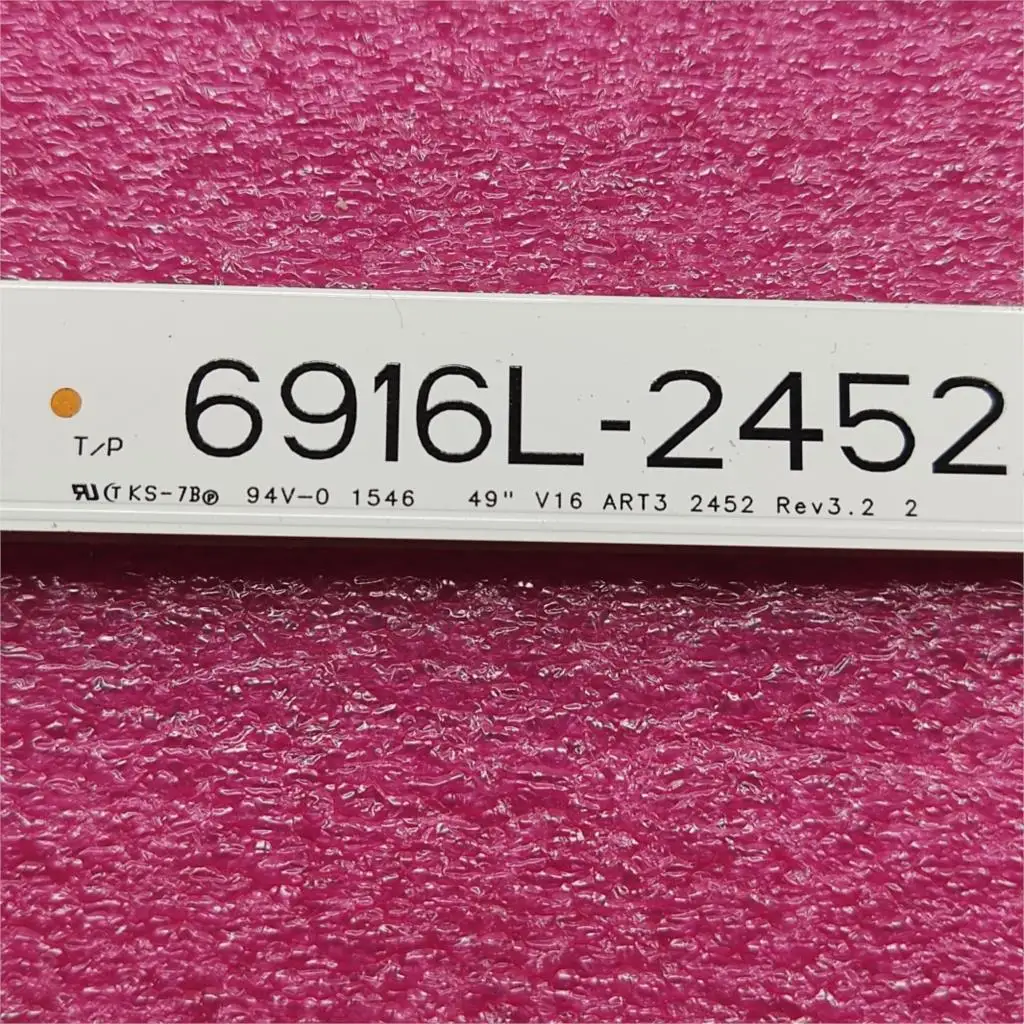 6916L-2452
T/P
KS-7B 94V-0 1546 49" V16 ART3 2452 Rev3.2 2